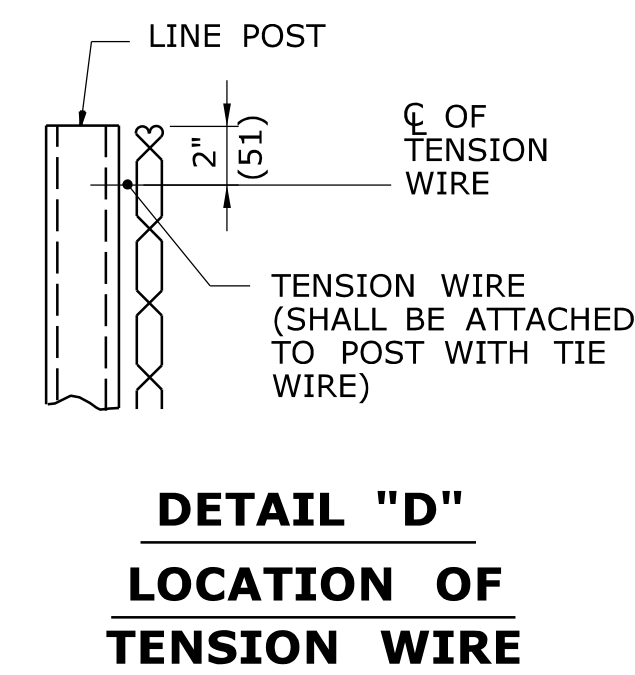 LINE POST
2"
(51)
℄ OF
TENSION
WIRE
TENSION WIRE
(SHALL BE ATTACHED
TO POST WITH TIE
WIRE)
DETAIL "D"
LOCATION OF
TENSION WIRE